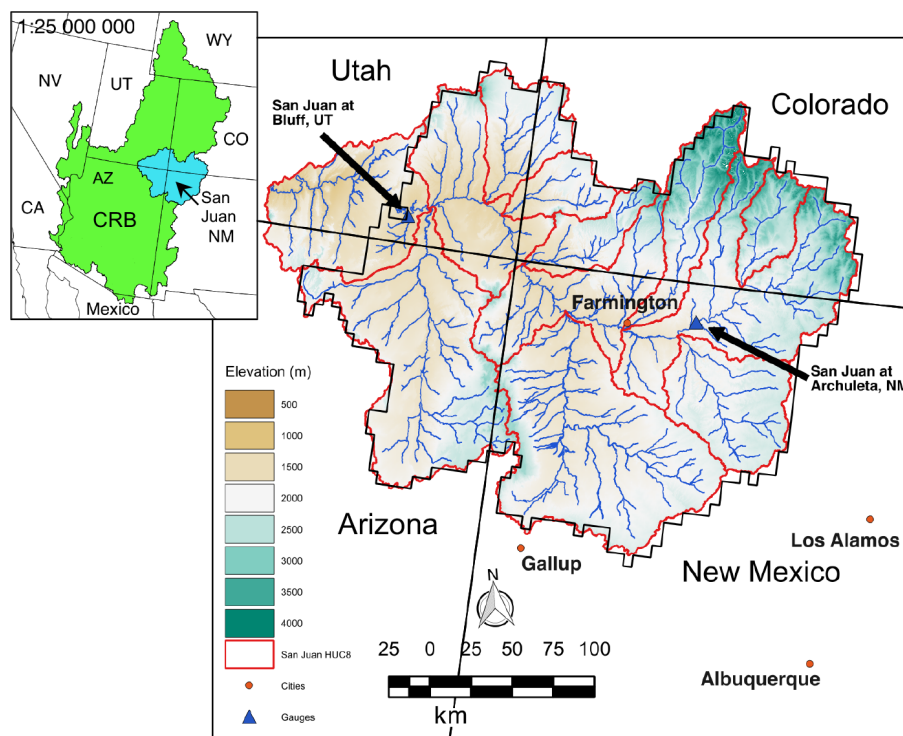 1:25 000 000
WY
NV
UT
CO
AZ
San
Juan
NM
CA
CRB
Mexico
Utah
Colorado
San Juan at
Bluff, UT
Farmington
San Juan at
Archuleta, NM
Elevation (m)
500
1000
1500
2000
2500
3000
3500
4000
San Juan HUC8
Cities
Gauges
Arizona
Gallup
New Mexico
Los Alamos
Albuquerque
N
25 0 25 50 75 100
km